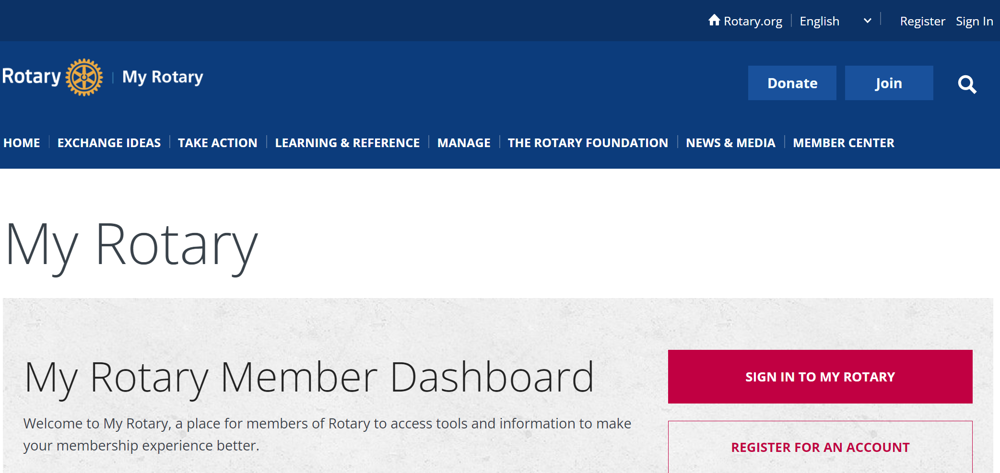 Rotary.org English Register Sign In
Rotary My Rotary Donate Join
HOME EXCHANGE IDEAS TAKE ACTION LEARNING & REFERENCE MANAGE THE ROTARY FOUNDATION NEWS & MEDIA MEMBER CENTER
My Rotary
My Rotary Member Dashboard
Welcome to My Rotary, a place for members of Rotary to access tools and information to make
your membership experience better.
SIGN IN TO MY ROTARY
REGISTER FOR AN ACCOUNT